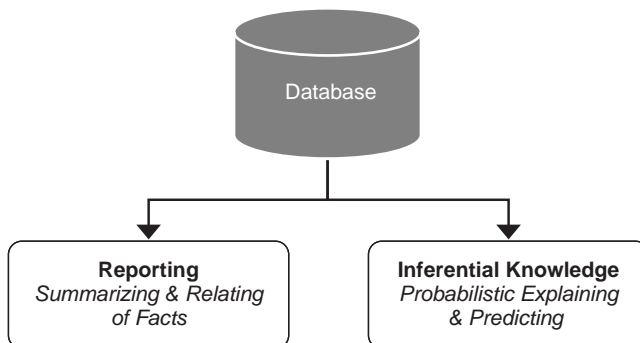 Database
Reporting
Summarizing & Relating
of Facts
Inferential Knowledge
Probabilistic Explaining
& Predicting